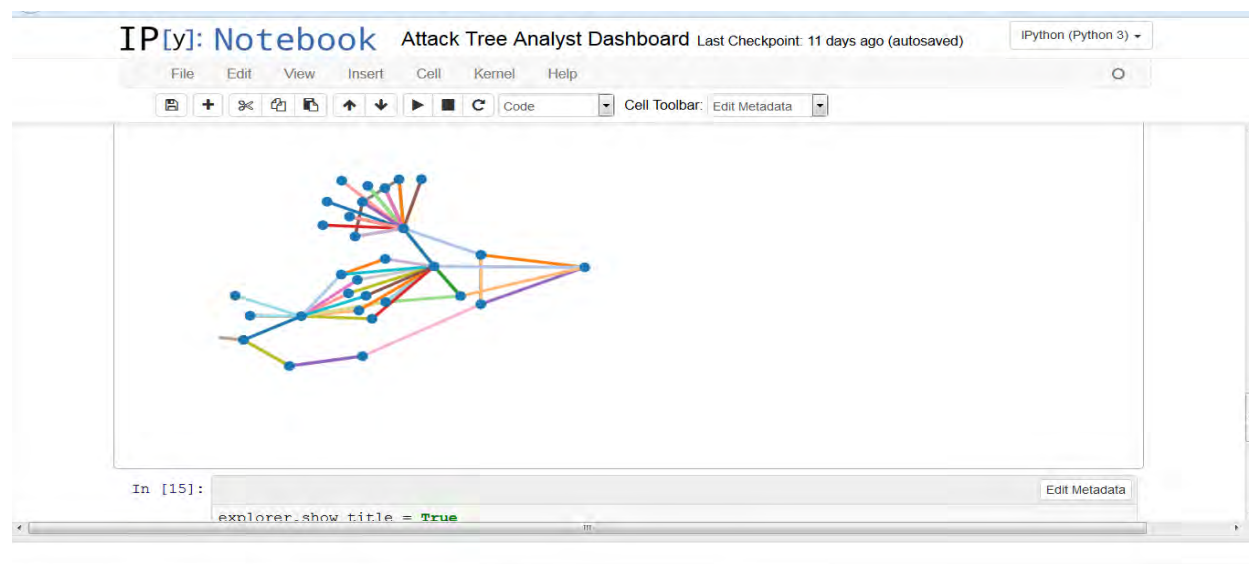 IP[y]: Notebook Attack Tree Analyst Dashboard Last Checkpoint: 11 days ago (autosaved) IPython (Python 3)
File Edit View Insert Cell Kernel Help
Code Cell Toolbar: Edit Metadata
In [15]: Edit Metadata
explorer.show_title = True